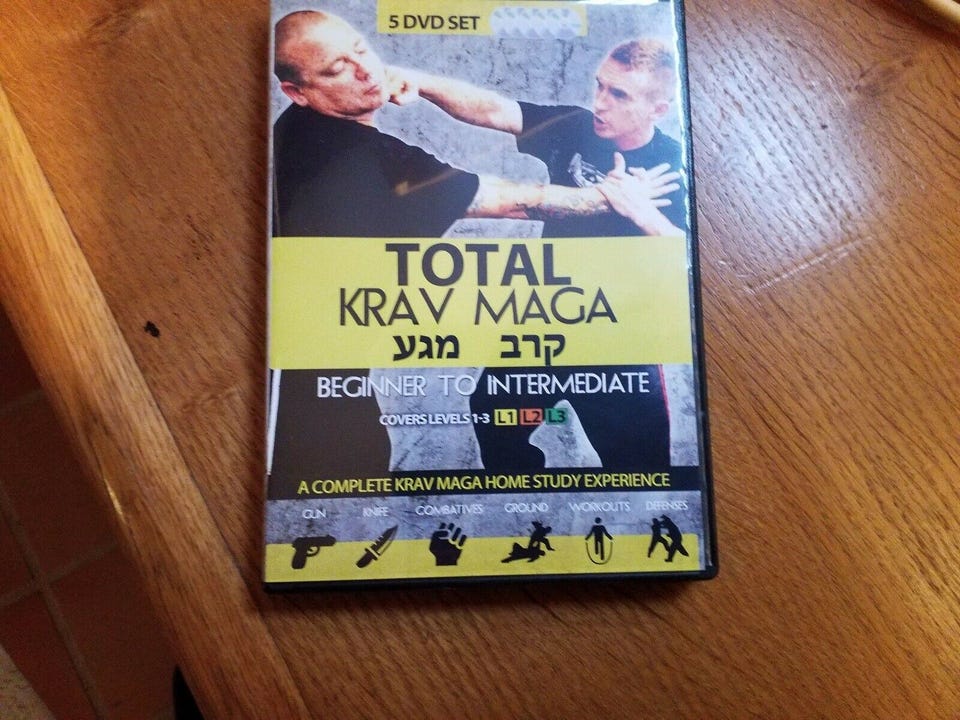 5 DVD SET
TOTAL
KRAV MAGA
קרב מגע
BEGINNER TO INTERMEDIATE
COVERS LEVELS 1-3 L1 L2 L3
A COMPLETE KRAV MAGA HOME STUDY EXPERIENCE
GUN KNIFE COMBATIVES GROUND WORKOUTS DEFENSES